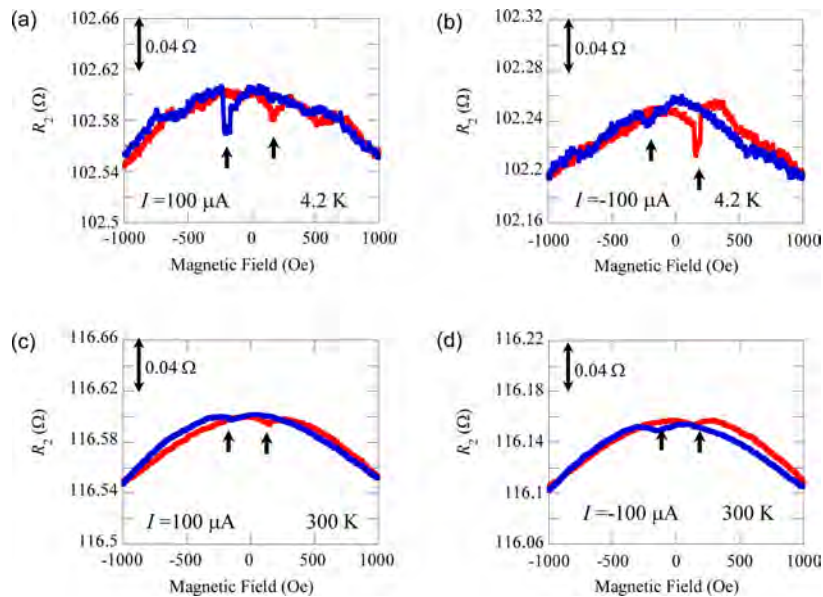 (a)
102.66
102.62
102.58
102.54
102.5
R₂ (Ω)
0.04 Ω
I =100 μA
4.2 K
-1000 -500 0 500 1000
Magnetic Field (Oe)
(b)
102.32
102.28
102.24
102.2
102.16
R₂ (Ω)
0.04 Ω
I =-100 μA
4.2 K
-1000 -500 0 500 1000
Magnetic Field (Oe)
(c)
116.66
116.62
116.58
116.54
116.5
R₂ (Ω)
0.04 Ω
I =100 μA
300 K
-1000 -500 0 500 1000
Magnetic Field (Oe)
(d)
116.22
116.18
116.14
116.1
116.06
R₂ (Ω)
0.04 Ω
I =-100 μA
300 K
-1000 -500 0 500 1000
Magnetic Field (Oe)